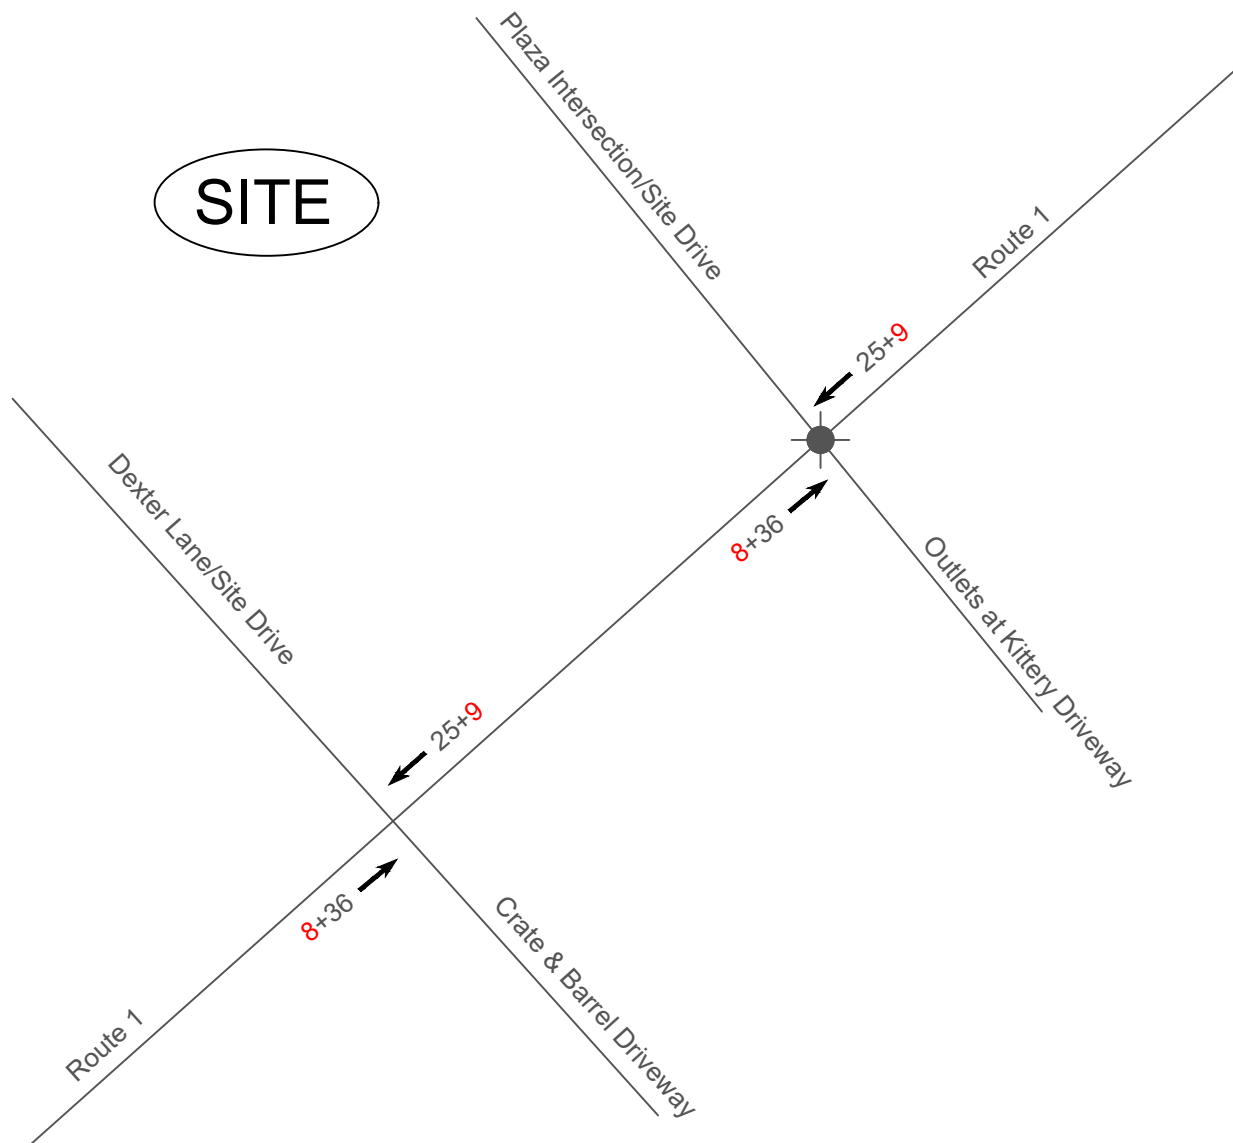 Plaza Intersection/Site Drive
SITE
Route 1
25+9
8+36
Outlets at Kittery Driveway
Dexter Lane/Site Drive
25+9
8+36
Crate & Barrel Driveway
Route 1